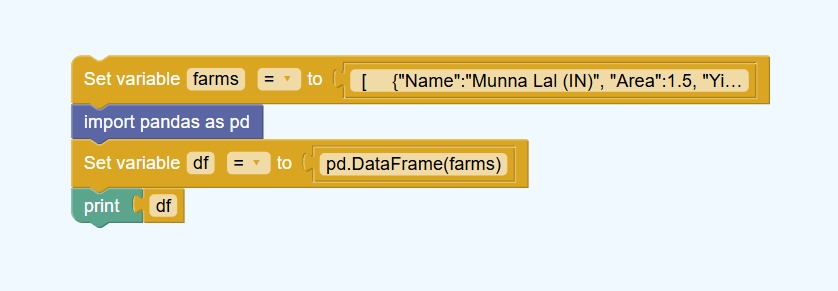 Set variable farms = to [ {"Name":"Munna Lal (IN)", "Area":1.5, "Yi...
import pandas as pd
Set variable df = to pd.DataFrame(farms)
print df